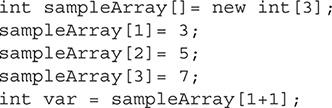 int sampleArray[]= new int[3];
sampleArray[1]= 3;
sampleArray[2]= 5;
sampleArray[3]= 7;
int var = sampleArray[1+1];